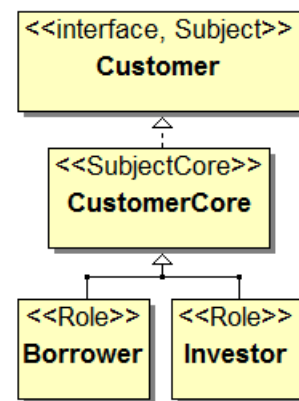 <<interface, Subject>>
Customer
<<SubjectCore>>
CustomerCore
<<Role>>
Borrower
<<Role>>
Investor